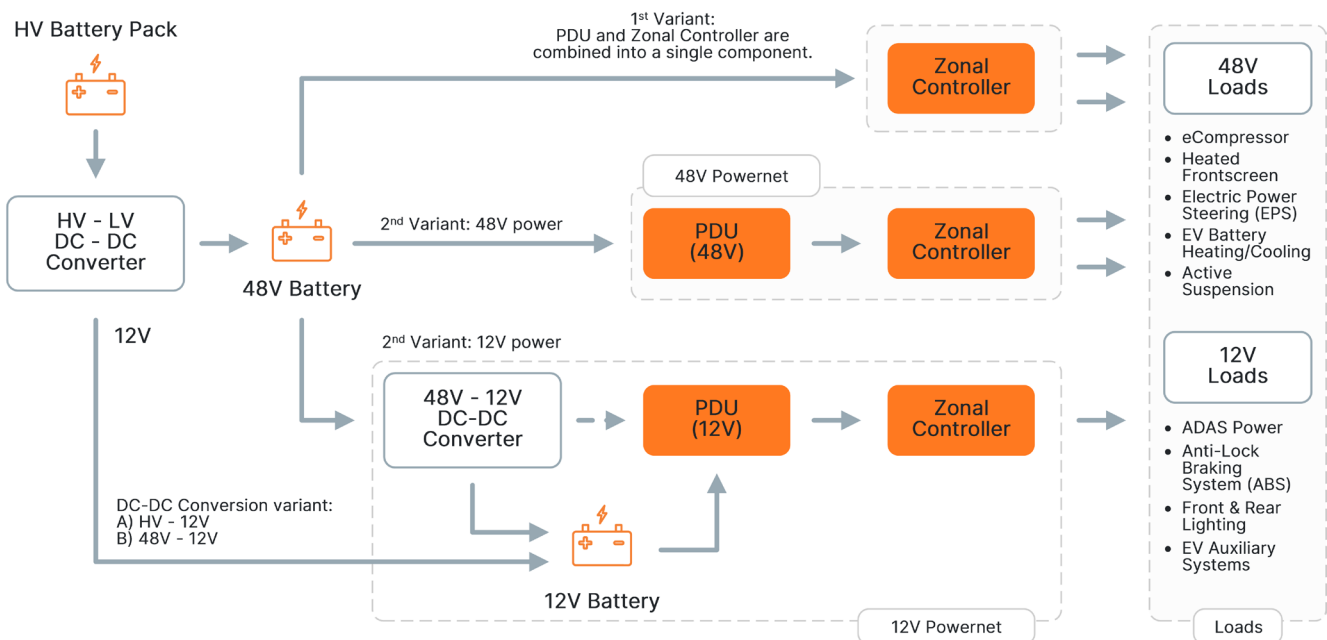 HV Battery Pack
1st Variant:
PDU and Zonal Controller are
combined into a single component.
Zonal
Controller
48V
Loads
• eCompressor
• Heated
Frontscreen
• Electric Power
Steering (EPS)
• EV Battery
Heating/Cooling
• Active
Suspension
HV - LV
DC - DC
Converter
48V Battery
2nd Variant: 48V power
48V Powernet
PDU
(48V)
Zonal
Controller
12V
2nd Variant: 12V power
48V - 12V
DC-DC
Converter
PDU
(12V)
Zonal
Controller
12V
Loads
• ADAS Power
• Anti-Lock
Braking
System (ABS)
• Front & Rear
Lighting
• EV Auxiliary
Systems
DC-DC Conversion variant:
A) HV - 12V
B) 48V - 12V
12V Battery
12V Powernet
Loads